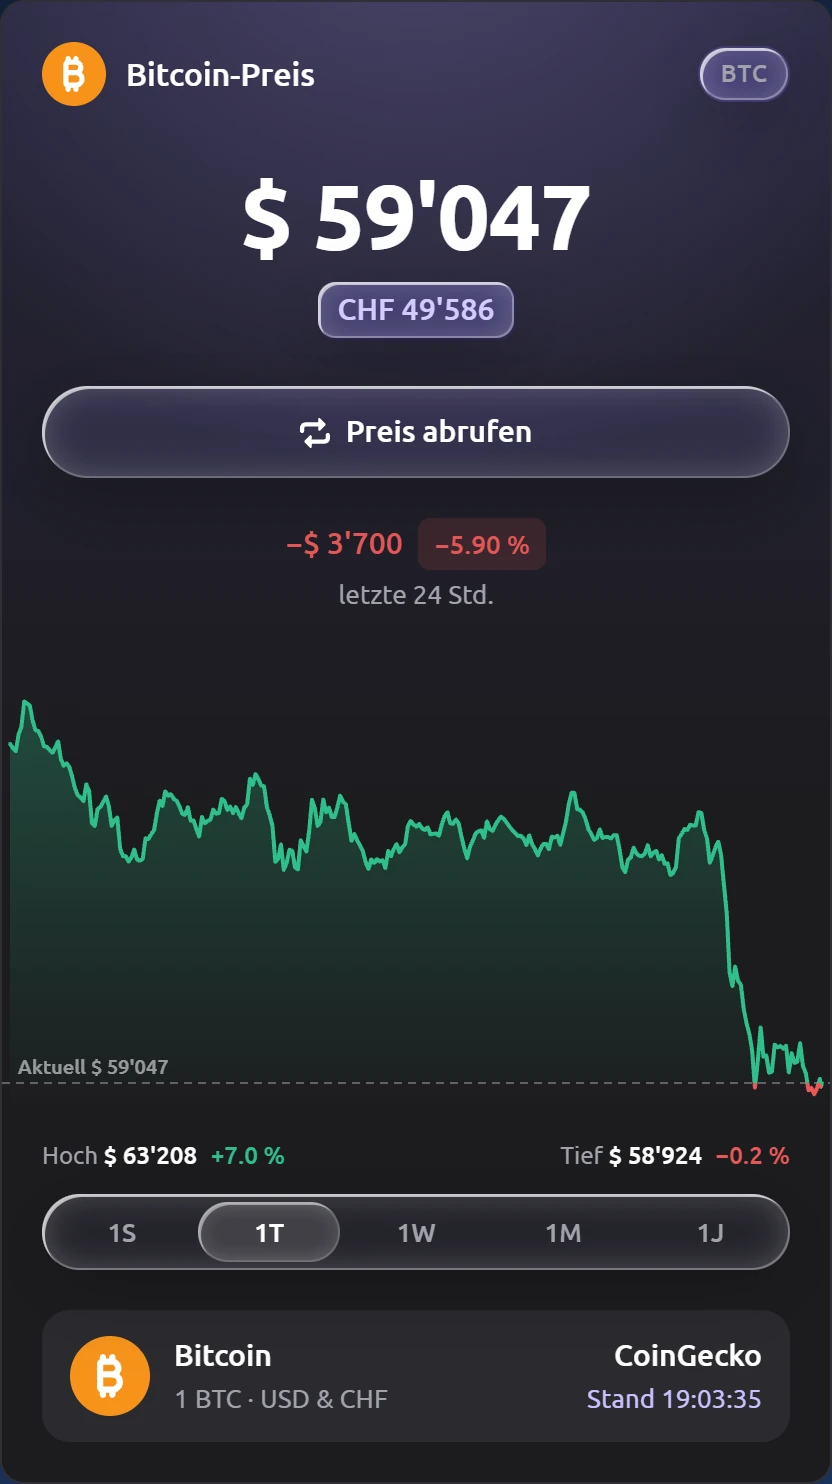 Bitcoin-Preis
BTC
$ 59'047
CHF 49'586
Preis abrufen
−$ 3'700 −5.90 %
letzte 24 Std.
Aktuell $ 59'047
Hoch $ 63'208 +7.0 %
Tief $ 58'924 −0.2 %
1S 1T 1W 1M 1J
Bitcoin
CoinGecko
1 BTC · USD & CHF
Stand 19:03:35